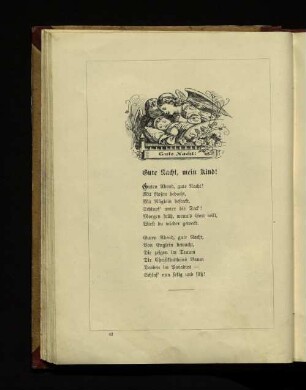 Gute Nacht!
Gute Nacht, mein Kind!
Guten Abend, gute Nacht!
Mit Rosen bedacht,
Mit Näglein besteckt,
Schlupf' unter die Deck'!
Morgen früh, wenn's Gott will,
Wirst du wieder geweckt.
Guten Abend, gute Nacht,
Von Englein bewacht,
Die zeigen im Traum
Dir Christkindleins Baum.
Schlaf nun selig und süß!